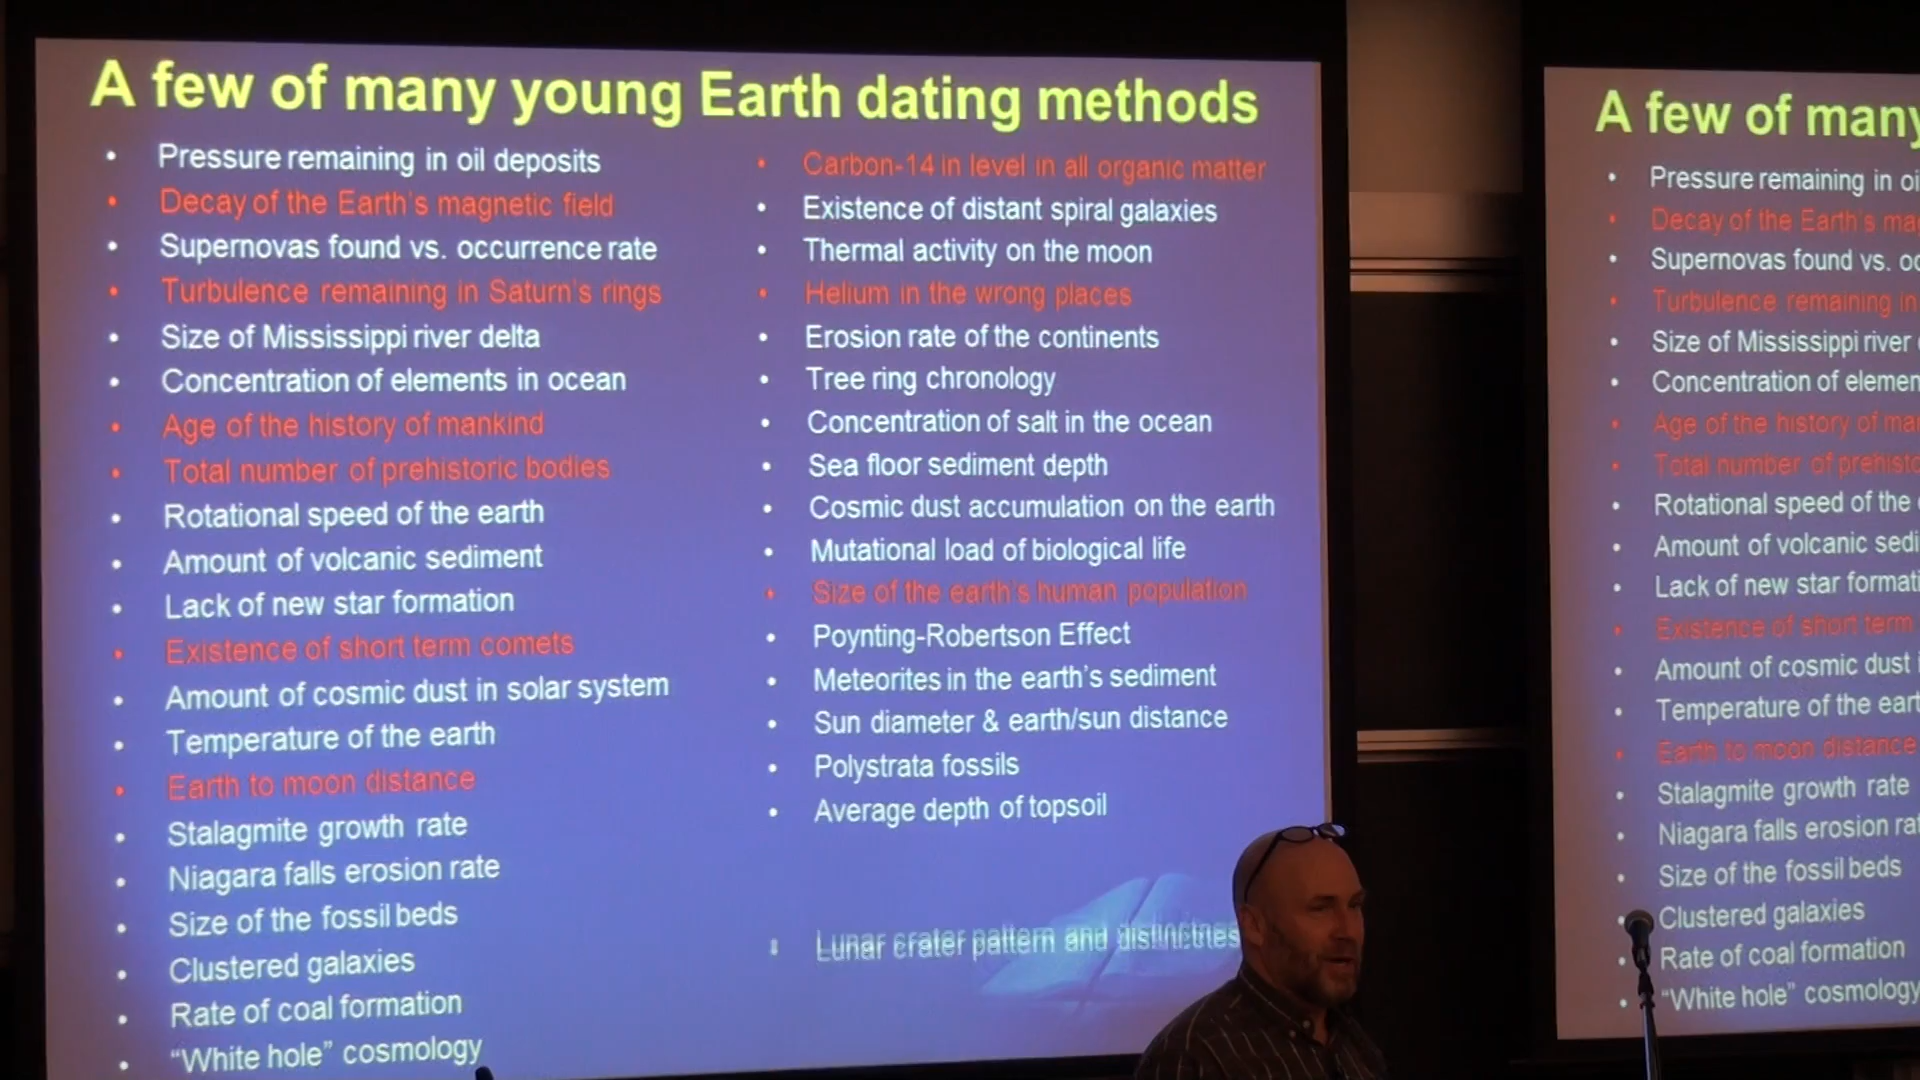 A few of many young Earth dating methods
• Pressure remaining in oil deposits
• Decay of the Earth's magnetic field
• Supernovas found vs. occurrence rate
• Turbulence remaining in Saturn's rings
• Size of Mississippi river delta
• Concentration of elements in ocean
• Age of the history of mankind
• Total number of prehistoric bodies
• Rotational speed of the earth
• Amount of volcanic sediment
• Lack of new star formation
• Existence of short term comets
• Amount of cosmic dust in solar system
• Temperature of the earth
• Earth to moon distance
• Stalagmite growth rate
• Niagara falls erosion rate
• Size of the fossil beds
• Clustered galaxies
• Rate of coal formation
• “White hole” cosmology
• Carbon-14 in level in all organic matter
• Existence of distant spiral galaxies
• Thermal activity on the moon
• Helium in the wrong places
• Erosion rate of the continents
• Tree ring chronology
• Concentration of salt in the ocean
• Sea floor sediment depth
• Cosmic dust accumulation on the earth
• Mutational load of biological life
• Size of the earth's human population
• Poynting-Robertson Effect
• Meteorites in the earth's sediment
• Sun diameter & earth/sun distance
• Polystrata fossils
• Average depth of topsoil
Lunar crater pattern and distinctnes
A few of many
• Pressure remaining in oi
• Decay of the Earth's ma
• Supernovas found vs. oc
• Turbulence remaining in
• Size of Mississippi river
• Concentration of elemen
• Age of the history of ma
• Total number of prehisto
• Rotational speed of the
• Amount of volcanic sedi
• Lack of new star formati
• Existence of short term
• Amount of cosmic dust
• Temperature of the eart
• Earth to moon distance
• Stalagmite growth rate
• Niagara falls erosion rat
• Size of the fossil beds
• Clustered galaxies
• Rate of coal formation
• “White hole” cosmology